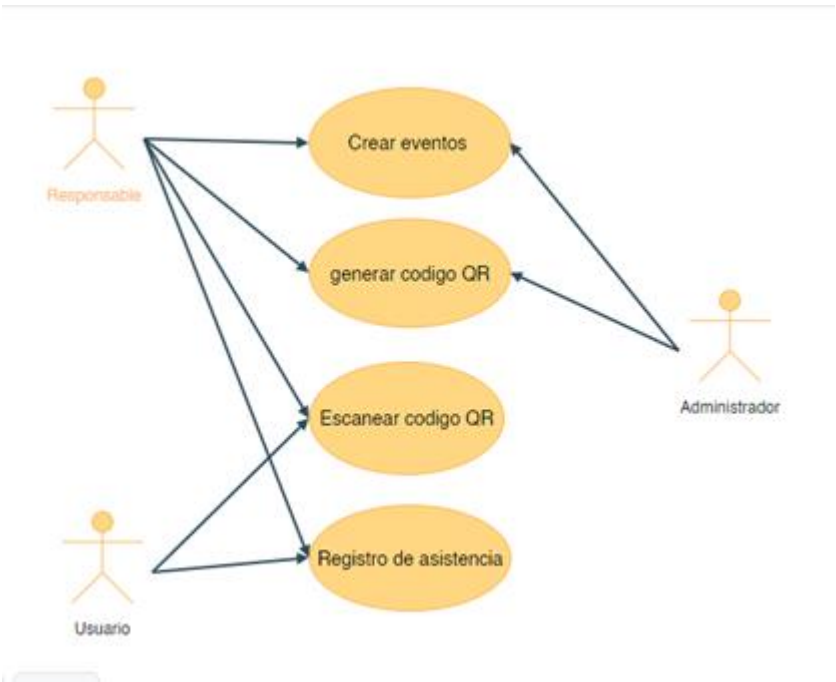 Responsable
Crear eventos
generar codigo QR
Administrador
Escanear codigo QR
Usuario
Registro de asistencia